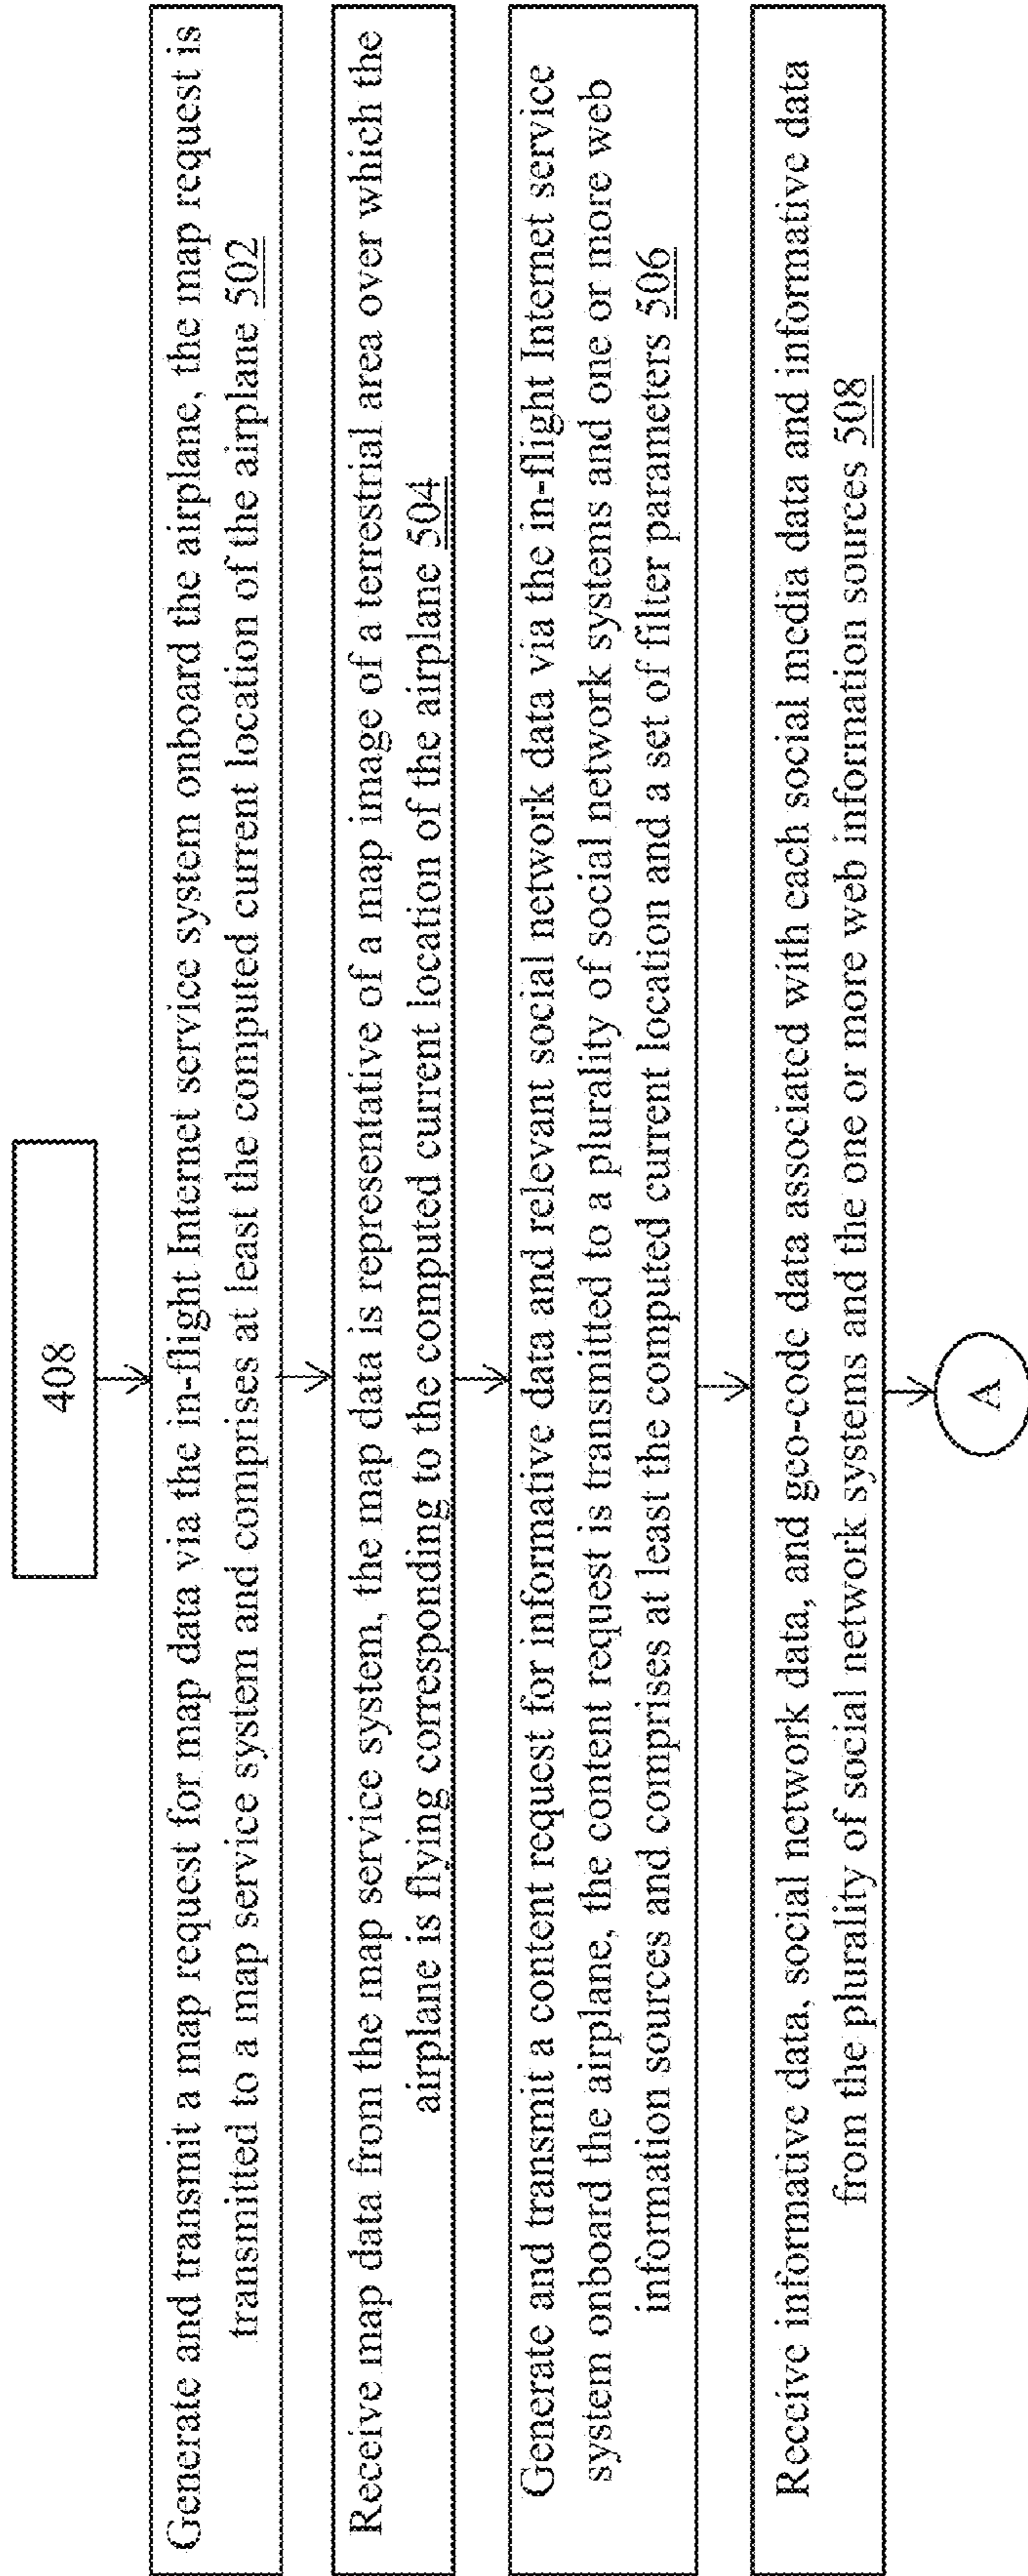 408
Generate and transmit a map request for map data via the in-flight Internet service system onboard the airplane, the map request is
transmitted to a map service system and comprises at least the computed current location of the airplane 502
Receive map data from the map service system, the map data is representative of a map image of a terrestrial area over which the
airplane is flying corresponding to the computed current location of the airplane 504
Generate and transmit a content request for informative data and relevant social network data via the in-flight Internet service
system onboard the airplane, the content request is transmitted to a plurality of social network systems and one or more web
information sources and comprises at least the computed current location and a set of filter parameters 506
Receive informative data, social network data, and geo-code data associated with each social media data and informative data
from the plurality of social network systems and the one or more web information sources 508
A